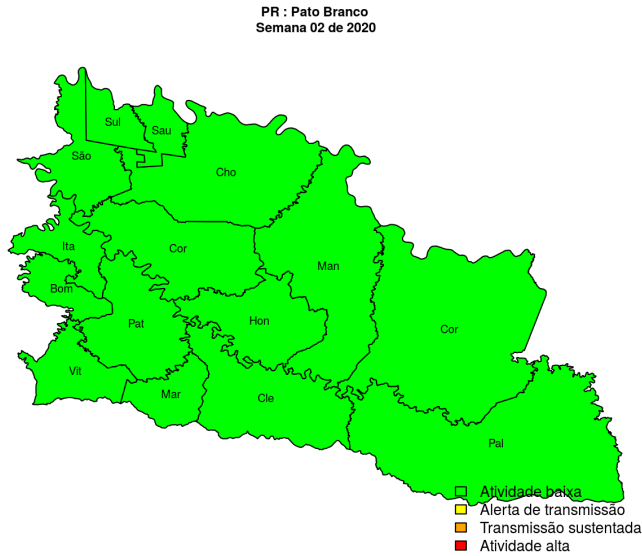 PR : Pato Branco
Semana 02 de 2020
Sul
Sau
São
Cho
Ita
Cor
Man
Bom
Pat
Hon
Cor
Vit
Mar
Cle
Pal
Atividade baixa
Alerta de transmissão
Transmissão sustentada
Atividade alta